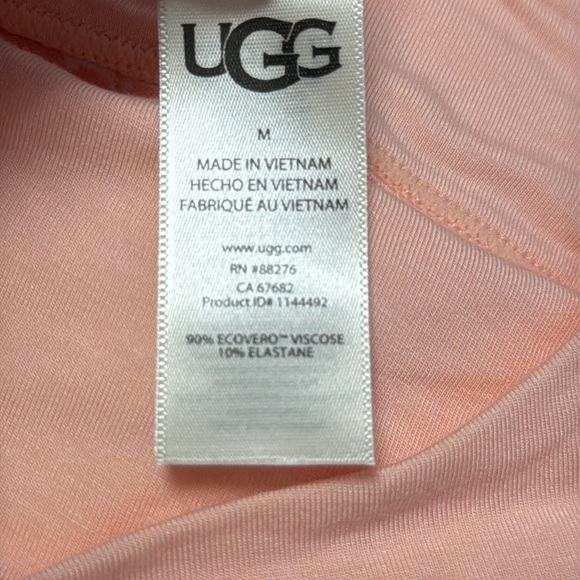 UGG
M
MADE IN VIETNAM
HECHO EN VIETNAM
FABRIQUÉ AU VIETNAM
www.ugg.com
RN #88276
CA 67682
Product ID# 1144492
90% ECOVERO™ VISCOSE
10% ELASTANE